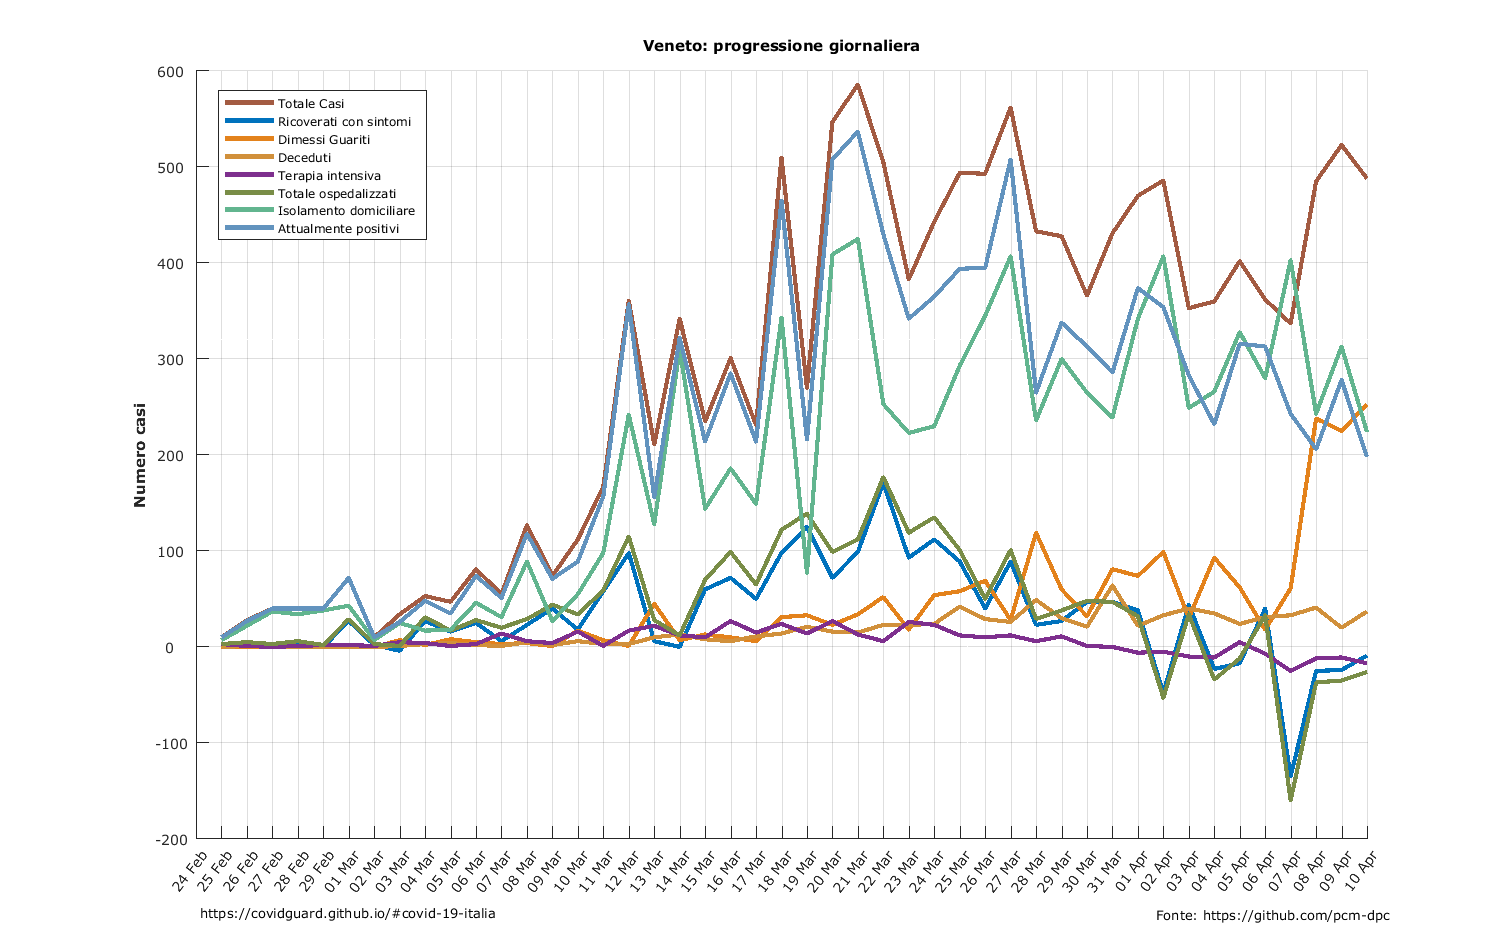 Veneto: progressione giornaliera
600
500
400
300
200
100
0
-100
-200
Numero casi
Totale Casi
Ricoverati con sintomi
Dimessi Guariti
Deceduti
Terapia intensiva
Totale ospedalizzati
Isolamento domiciliare
Attualmente positivi
24 Feb
25 Feb
26 Feb
27 Feb
28 Feb
29 Feb
01 Mar
02 Mar
03 Mar
04 Mar
05 Mar
06 Mar
07 Mar
08 Mar
09 Mar
10 Mar
11 Mar
12 Mar
13 Mar
14 Mar
15 Mar
16 Mar
17 Mar
18 Mar
19 Mar
20 Mar
21 Mar
22 Mar
23 Mar
24 Mar
25 Mar
26 Mar
27 Mar
28 Mar
29 Mar
30 Mar
31 Mar
01 Apr
02 Apr
03 Apr
04 Apr
05 Apr
06 Apr
07 Apr
08 Apr
09 Apr
10 Apr
https://covidguard.github.io/#covid-19-italia
Fonte: https://github.com/pcm-dpc